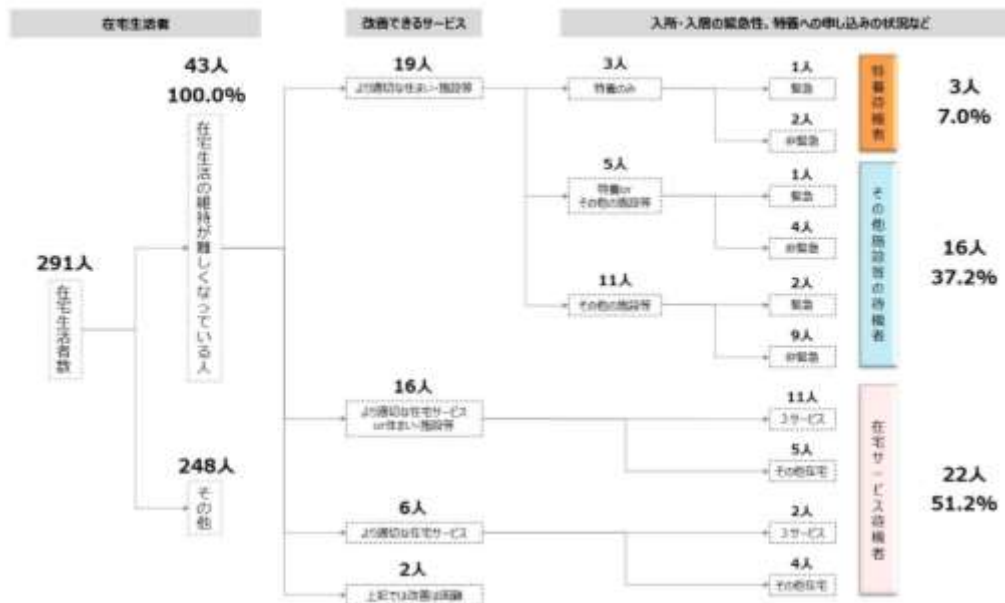 在宅生活者
改善できるサービス
入所・入居の緊急性、特養への申し込みの状況など
43人
100.0%
在宅生活の維持が難しくなっている人
291人
在宅生活者数
248人
その他
19人
より適切な住まい・施設等
16人
より適切な在宅サービス
or住まい・施設等
6人
より適切な在宅サービス
2人
上記では改善は困難
3人
特養のみ
5人
特養or
その他の施設等
11人
その他の施設等
1人
緊急
2人
非緊急
1人
緊急
4人
非緊急
2人
緊急
9人
非緊急
11人
3サービス
5人
その他在宅
2人
3サービス
4人
その他在宅
特養待機者
3人
7.0%
その他施設等の待機者
16人
37.2%
在宅サービス待機者
22人
51.2%